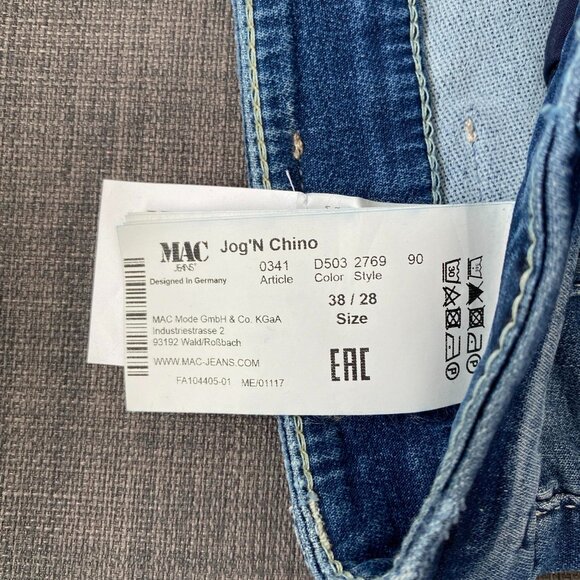 MAC
JEANS
Jog'N Chino
Designed In Germany
0341 D503 2769 90
Article Color Style
38 / 28
Size
MAC Mode GmbH & Co. KGaA
Industriestrasse 2
93192 Wald/Roßbach
WWW.MAC-JEANS.COM
FA104405-01 ME/01117
EAC